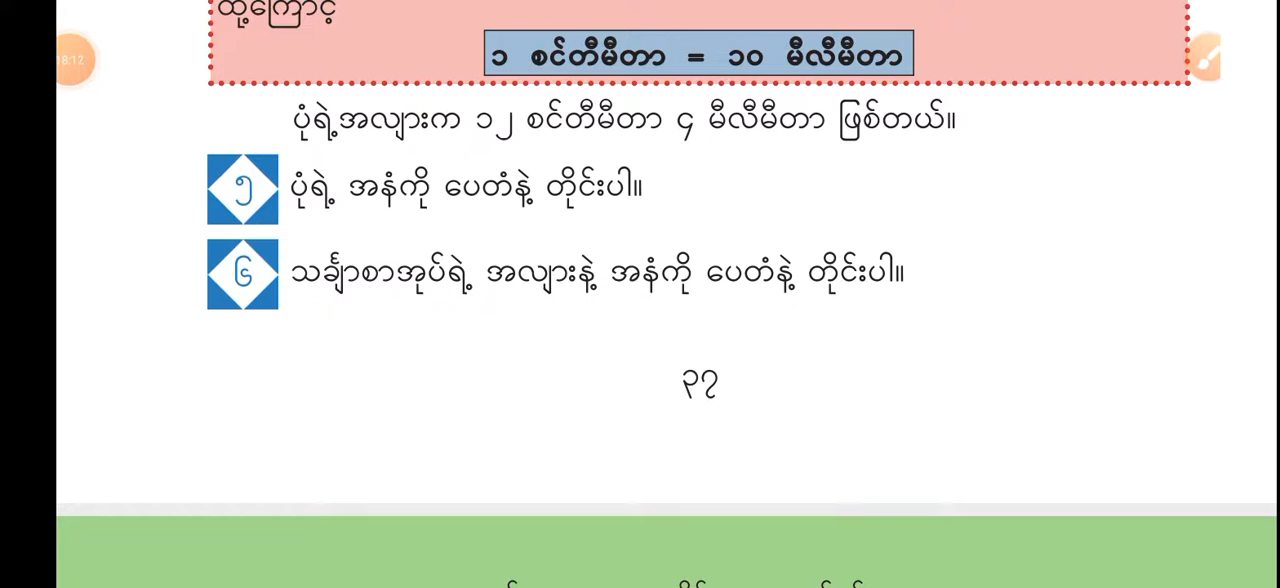 ထို့ကြောင့်
၁ စင်တီမီတာ = ၁၀ မီလီမီတာ
18:12
ပုံရဲ့အလျားက ၁၂ စင်တီမီတာ ၄ မီလီမီတာ ဖြစ်တယ်။
၅ ပုံရဲ့ အနံကို ပေတံနဲ့ တိုင်းပါ။
၆ သင်္ချာစာအုပ်ရဲ့ အလျားနဲ့ အနံကို ပေတံနဲ့ တိုင်းပါ။
၃၇